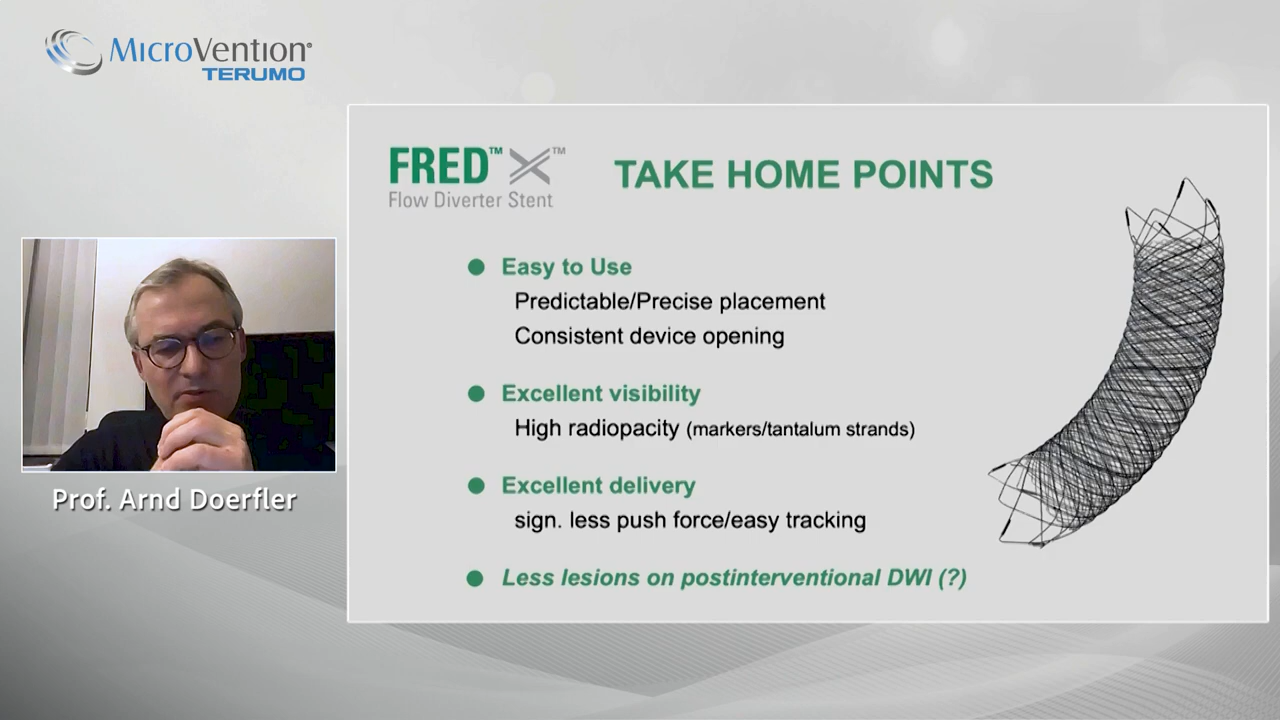 MICROVENTION®
TERUMO
FRED™ X™
Flow Diverter Stent
TAKE HOME POINTS
● Easy to Use
Predictable/Precise placement
Consistent device opening
● Excellent visibility
High radiopacity (markers/tantalum strands)
● Excellent delivery
sign. less push force/easy tracking
● Less lesions on postinterventional DWI (?)
Prof. Arnd Doerfler